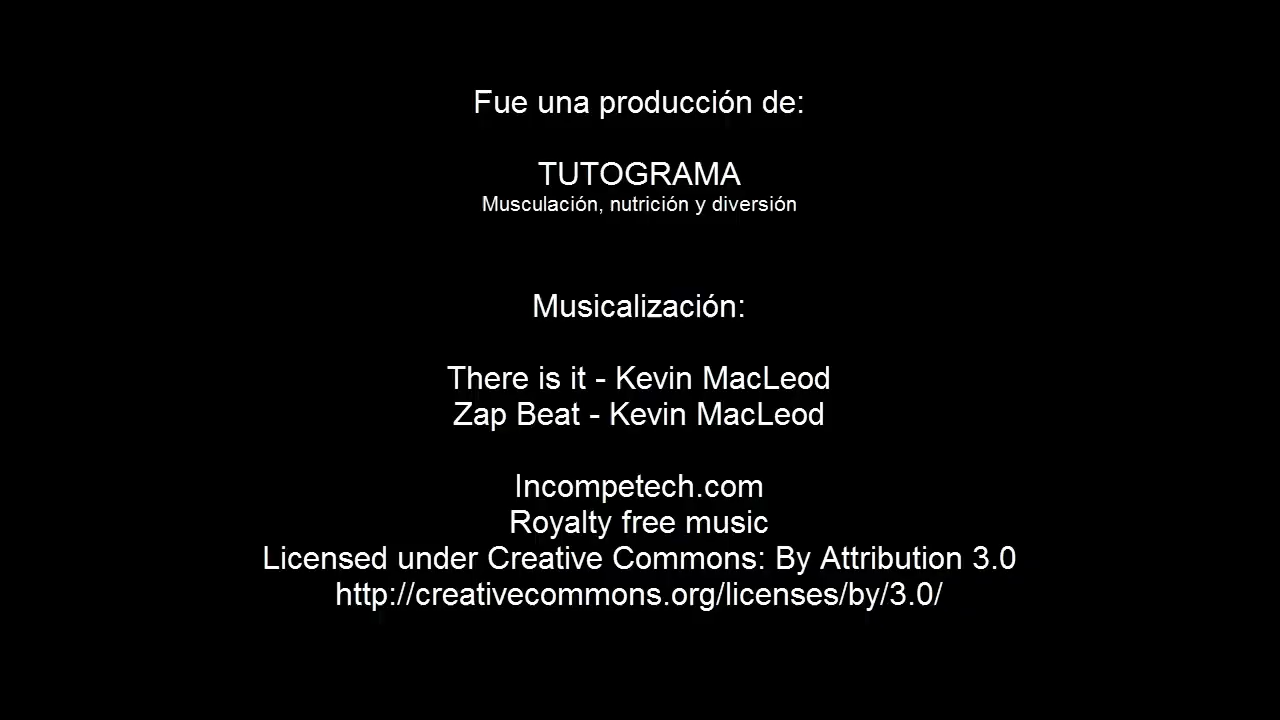 Fue una producción de:
TUTOGRAMA
Musculación, nutrición y diversión
Musicalización:
There is it - Kevin MacLeod
Zap Beat - Kevin MacLeod
Incompetech.com
Royalty free music
Licensed under Creative Commons: By Attribution 3.0
http://creativecommons.org/licenses/by/3.0/